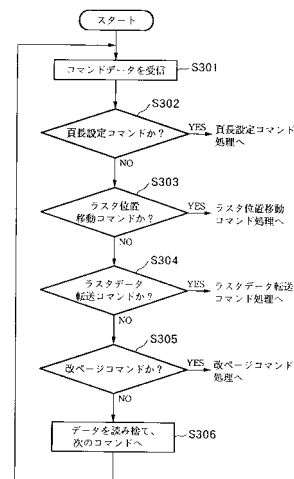 スタート
コマンドデータを受信
S301
S302
頁長設定コマンドか?
YES
頁長設定コマンド
処理へ
NO
S303
ラスタ位置
移動コマンドか?
YES
ラスタ位置移動
コマンド処理へ
NO
S304
ラスタデータ
転送コマンドか?
YES
ラスタデータ転送
コマンド処理へ
NO
S305
改ページコマンドか?
YES
改ページコマンド
処理へ
NO
データを読み捨て、
次のコマンドへ
S306